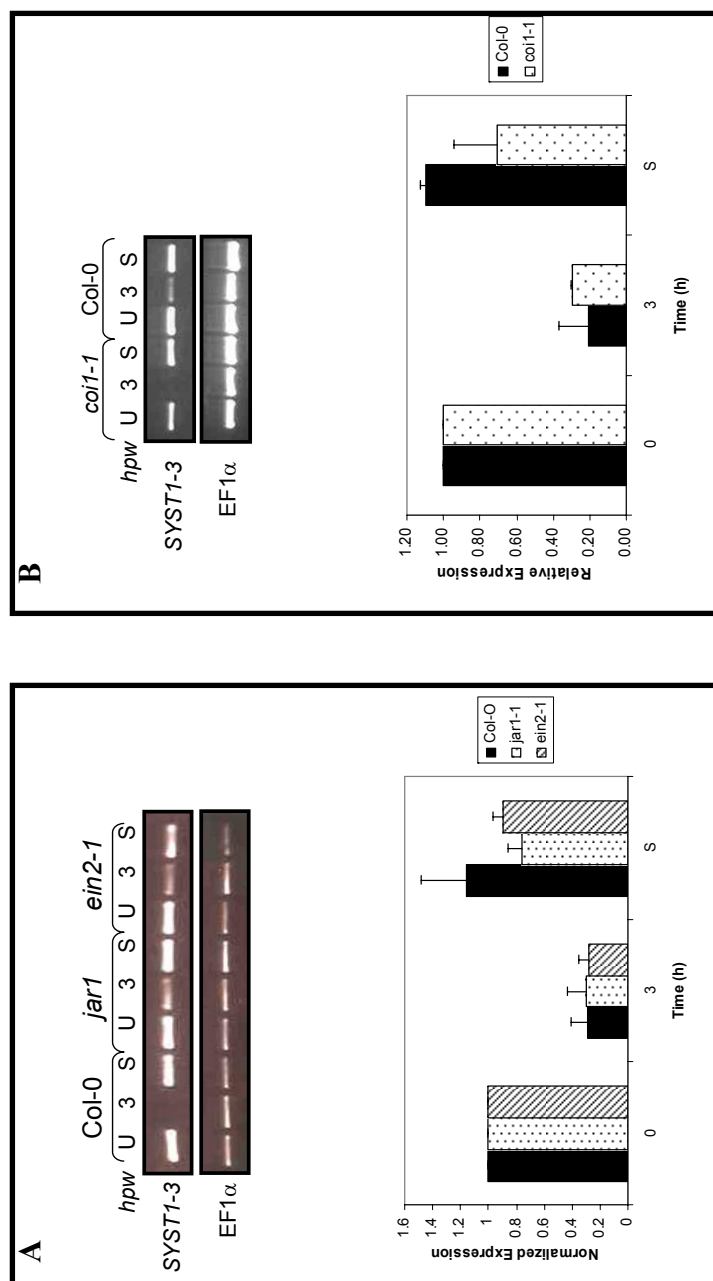 A
Col-0 jar1 ein2-1
hpw U 3 S U 3 S U 3 S
SYST1-3
EF1α
1.6
1.4
1.2
1
0.8
0.6
0.4
0.2
0
Normalized Expression
0 3 S
Time (h)
Col-O
jar1-1
ein2-1
B
coi1-1 Col-0
hpw U 3 S U 3 S
SYST1-3
EF1α
1.20
1.00
0.80
0.60
0.40
0.20
0.00
Relative Expression
0 3 S
Time (h)
Col-0
coi1-1